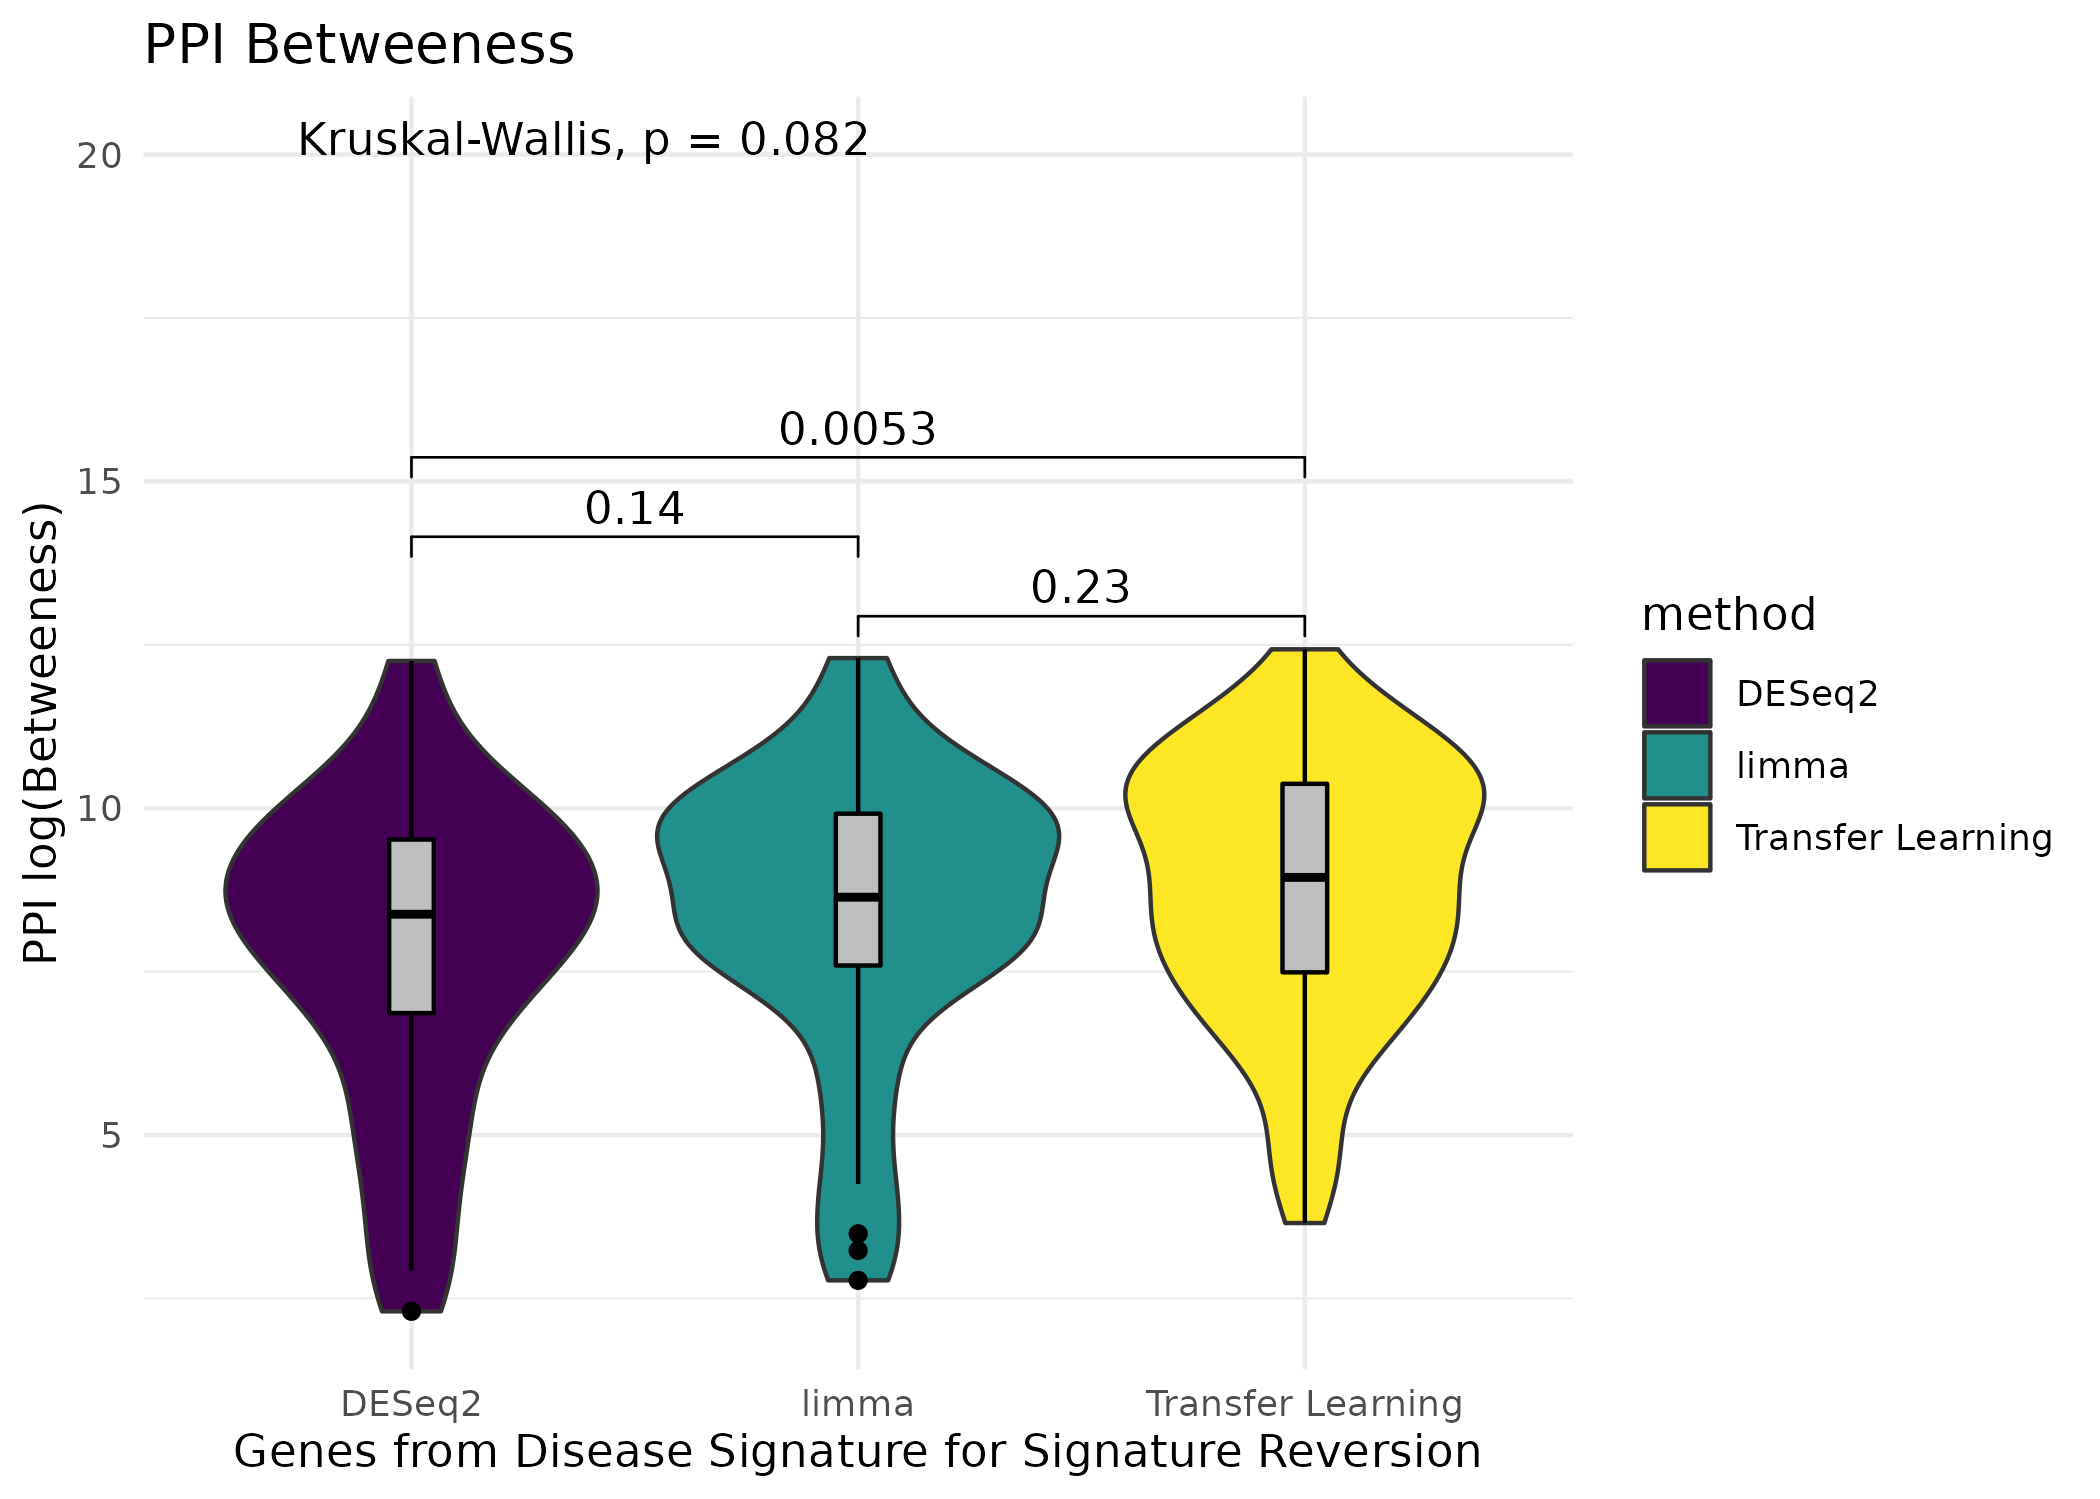 PPI Betweeness
Kruskal-Wallis, p = 0.082
20
15
10
5
0.0053
0.14
0.23
PPI log(Betweeness)
DESeq2
limma
Transfer Learning
Genes from Disease Signature for Signature Reversion
method
DESeq2
limma
Transfer Learning